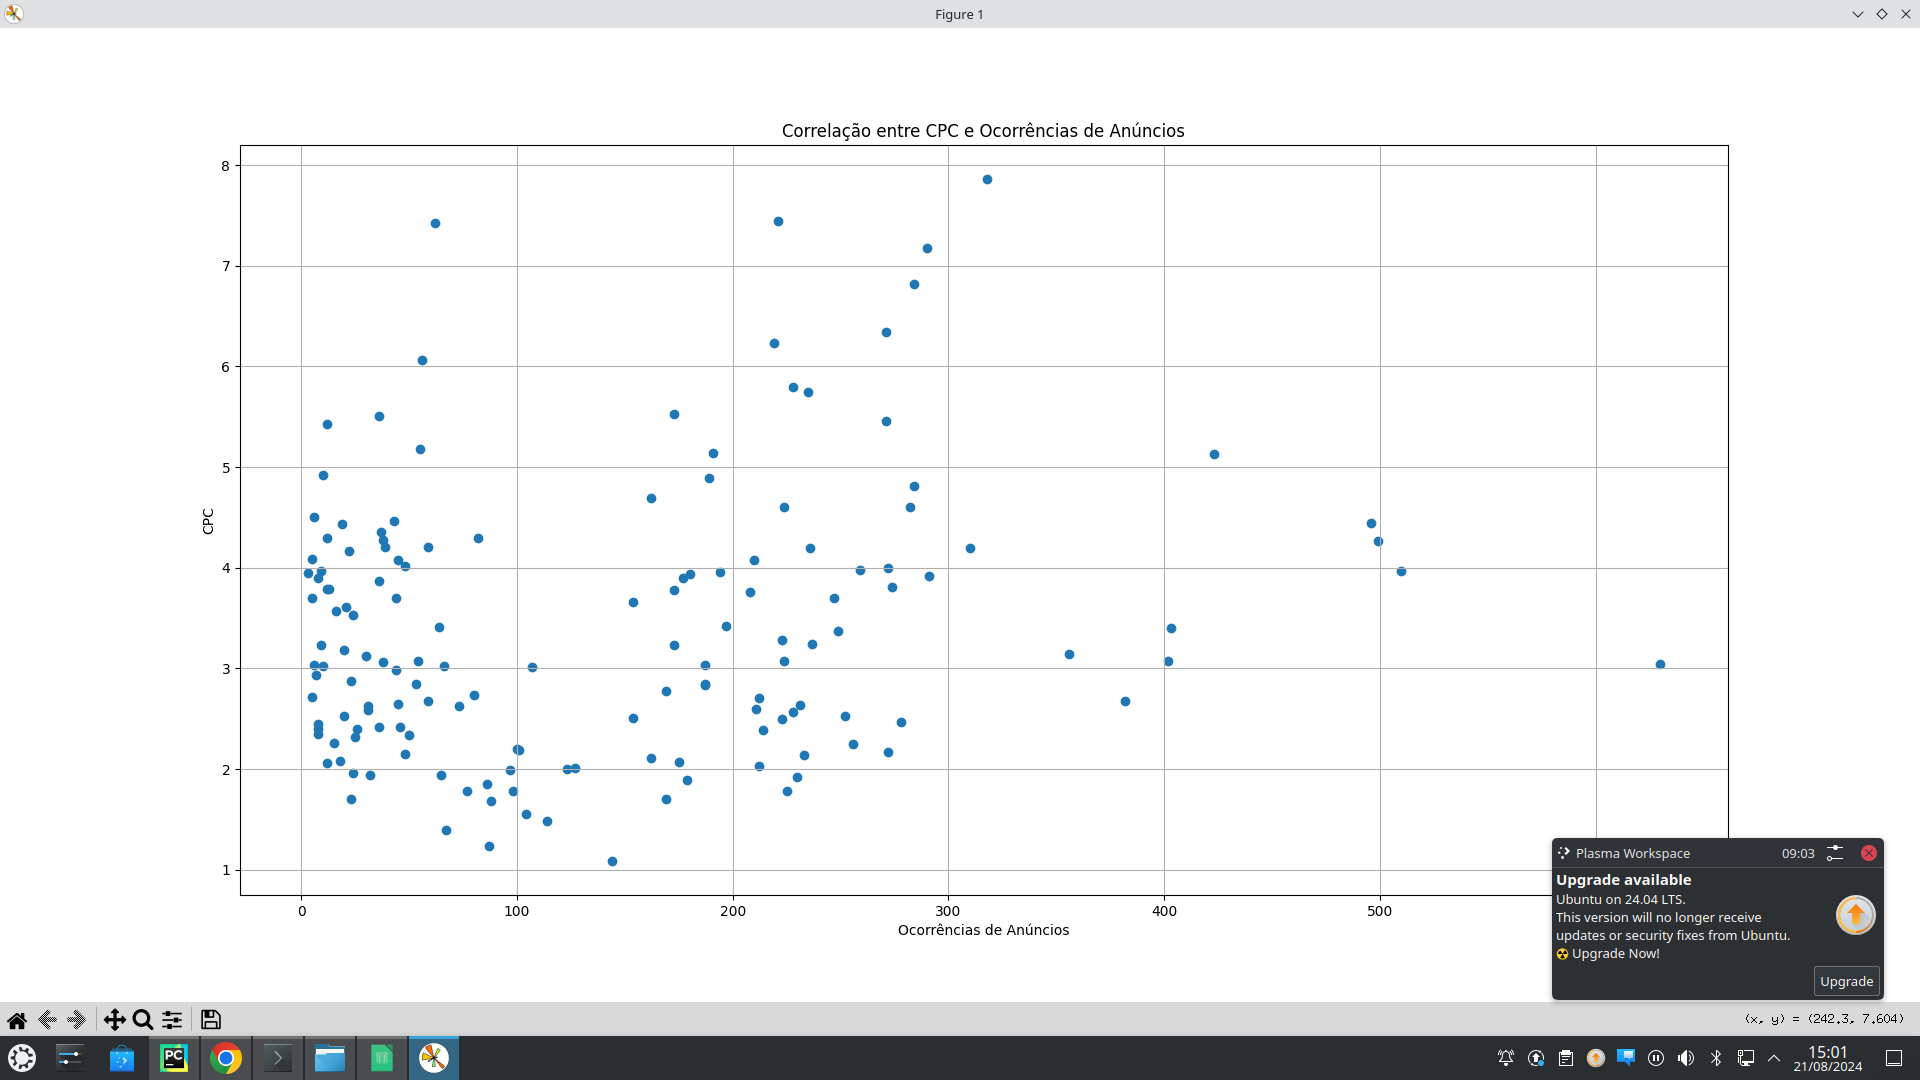 Figure 1
Correlação entre CPC e Ocorrências de Anúncios
8
7
6
5
4
3
2
1
CPC
0
100
200
300
400
500
Ocorrências de Anúncios
Plasma Workspace
09:03
Upgrade available
Ubuntu on 24.04 LTS.
This version will no longer receive
updates or security fixes from Ubuntu.
☢ Upgrade Now!
Upgrade
(x, y) = (242.3, 7.604)
PC
15:01
21/08/2024